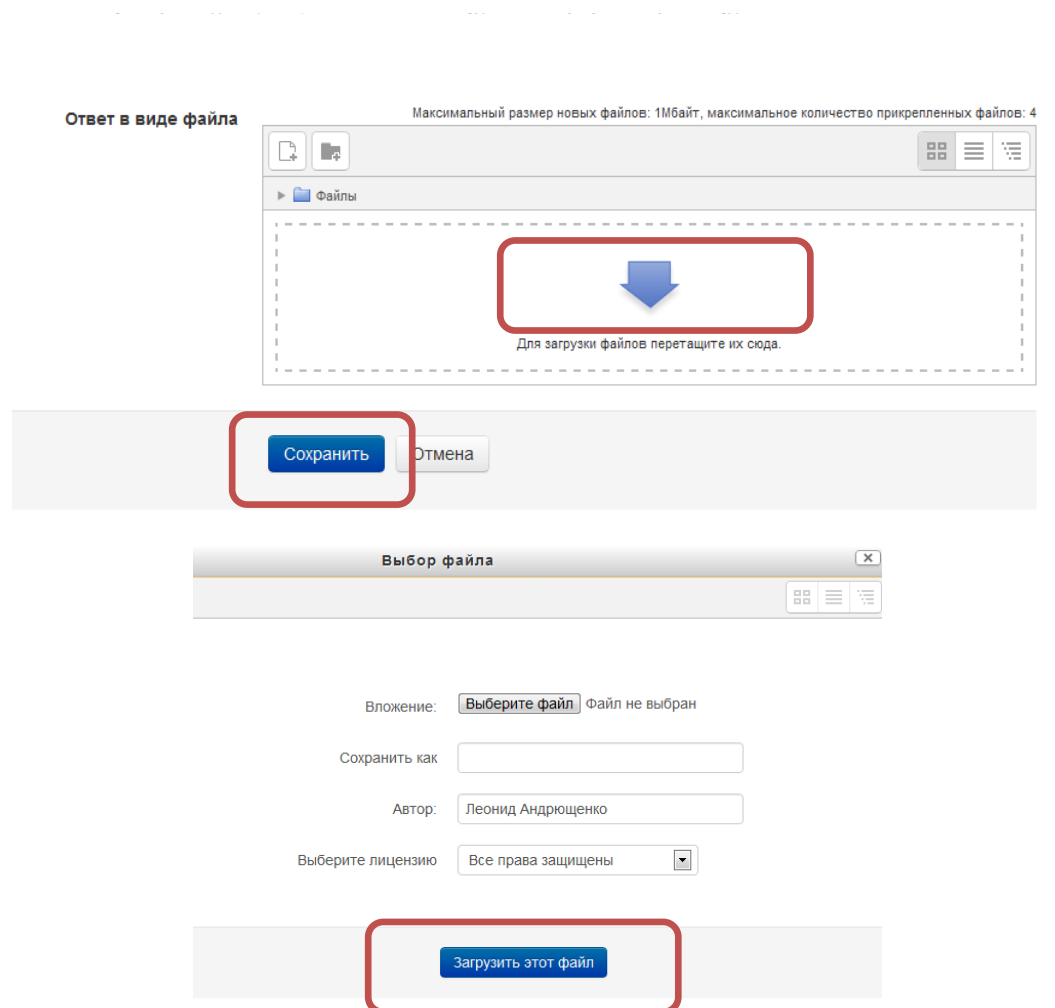 Ответ в виде файла
Максимальный размер новых файлов: 1Мбайт, максимальное количество прикрепленных файлов: 4
Файлы
Для загрузки файлов перетащите их сюда.
Сохранить
Отмена
Выбор файла
Вложение: Выберите файл Файл не выбран
Сохранить как
Автор: Леонид Андрющенко
Выберите лицензию Все права защищены
Загрузить этот файл